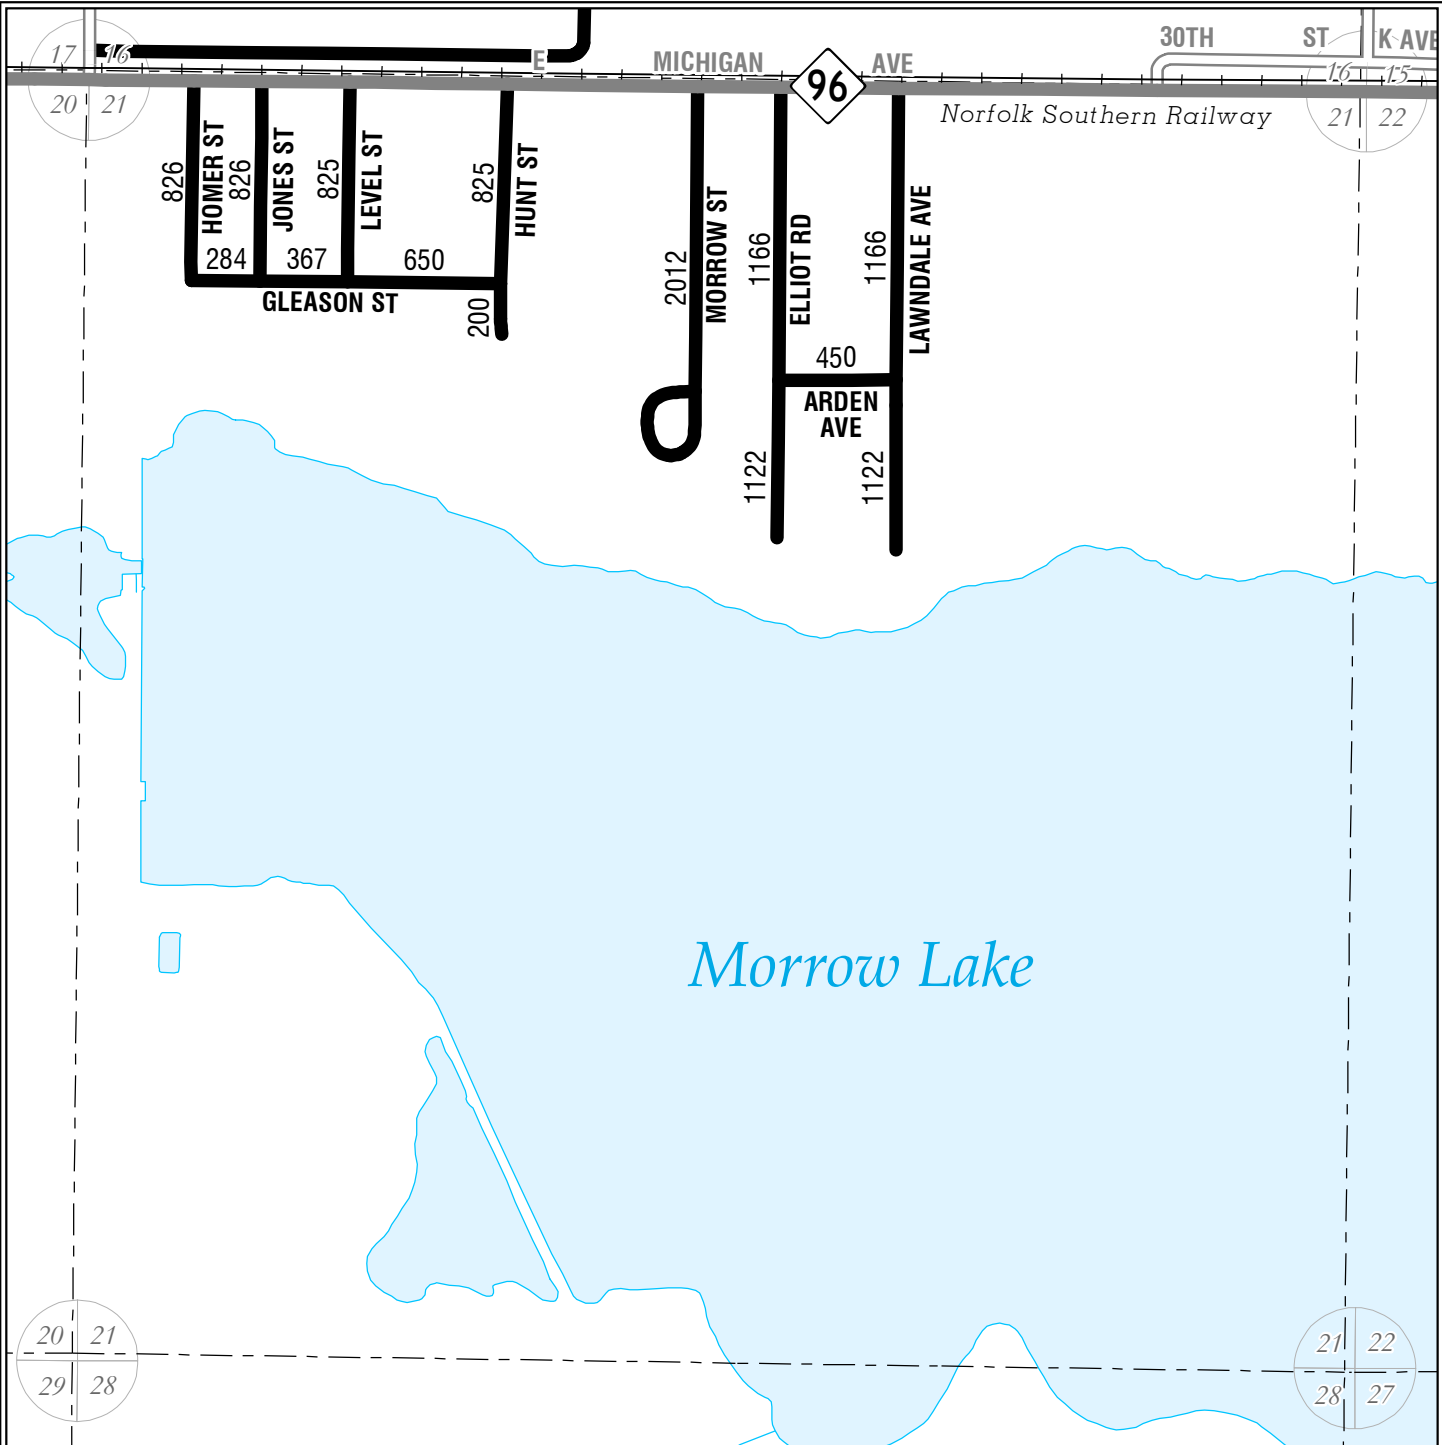 17 16
20 21
E MICHIGAN AVE
96
30TH ST
K AVE
16 15
21 22
Norfolk Southern Railway
826
HOMER ST
826
JONES ST
825
LEVEL ST
825
HUNT ST
284
367
650
GLEASON ST
200
2012
MORROW ST
1166
ELLIOT RD
1166
LAWNDALE AVE
450
ARDEN
AVE
1122
1122
Morrow Lake
20 21
29 28
21 22
28 27